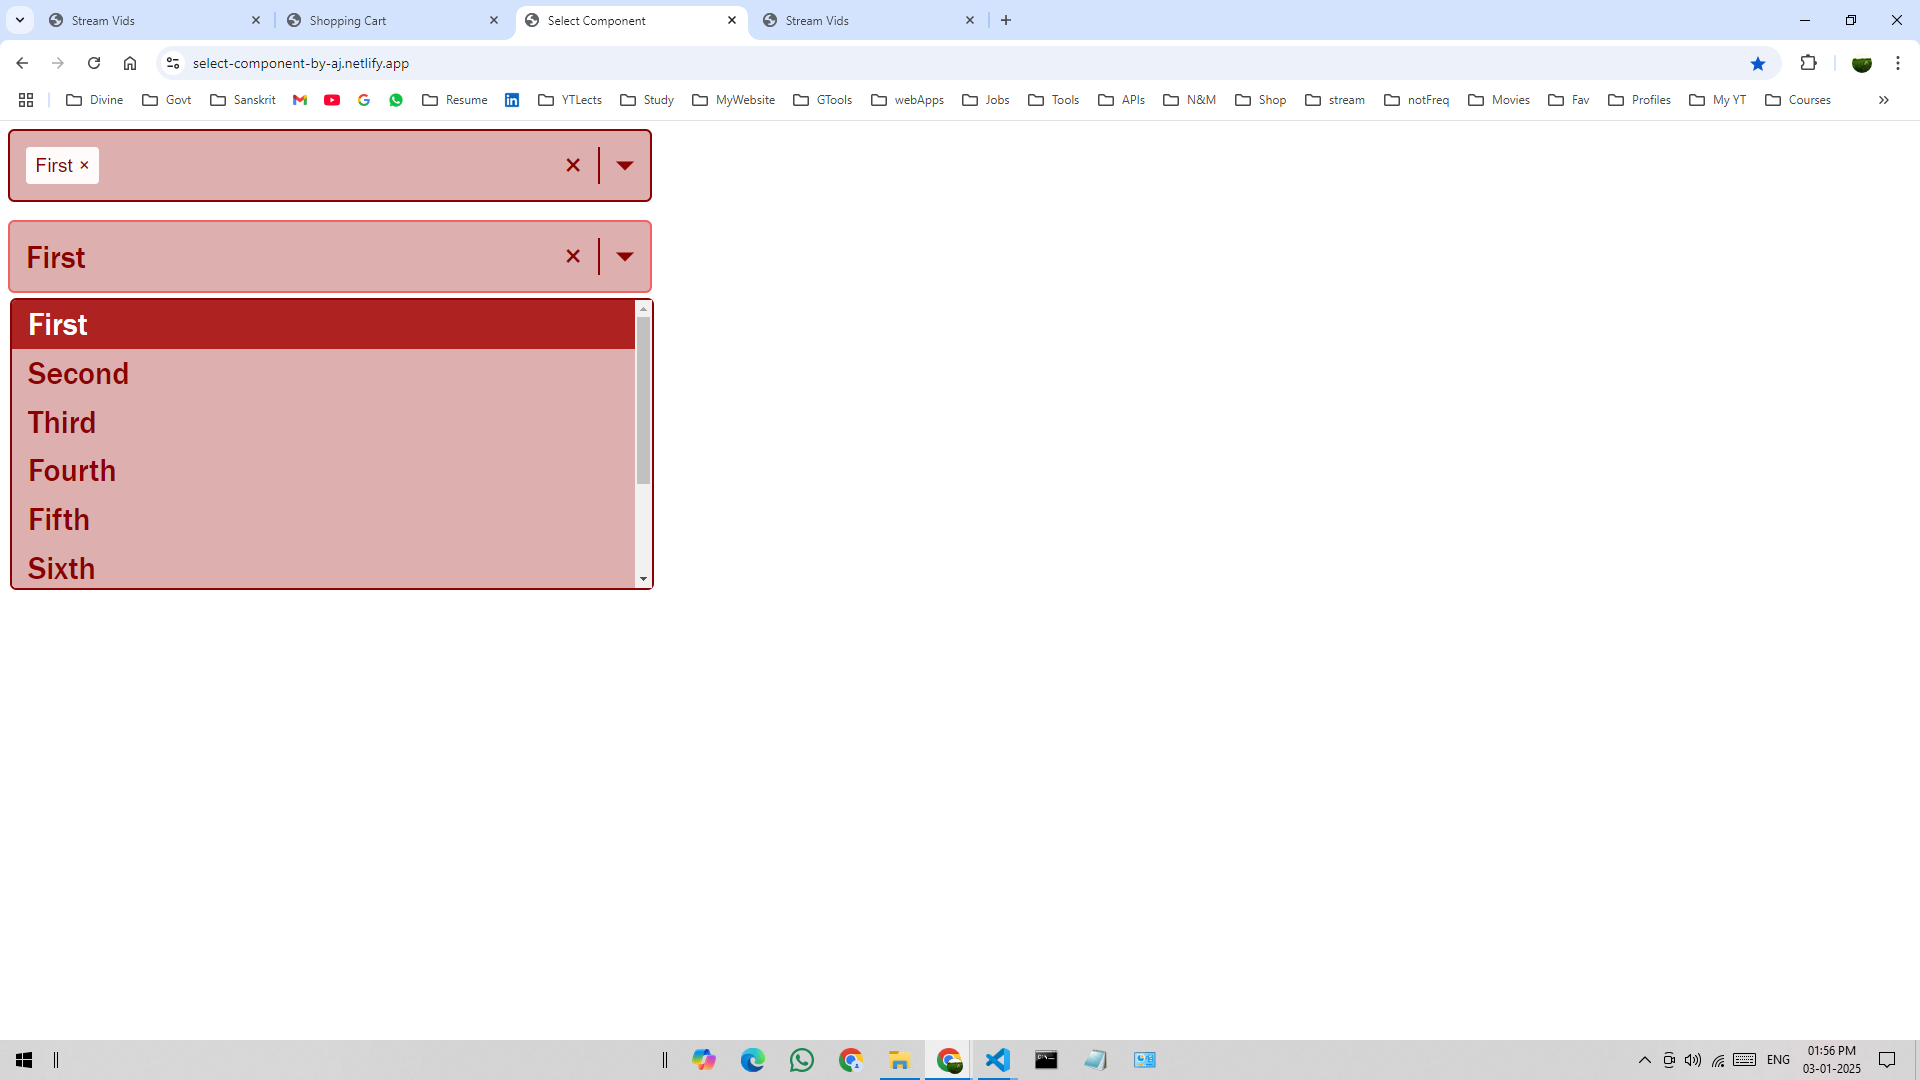 Stream Vids
Shopping Cart
Select Component
Stream Vids
select-component-by-aj.netlify.app
Divine
Govt
Sanskrit
Resume
YTLects
Study
MyWebsite
GTools
webApps
Jobs
Tools
APIs
N&M
Shop
stream
notFreq
Movies
Fav
Profiles
My YT
Courses
First ×
First
First
Second
Third
Fourth
Fifth
Sixth
ENG
01:56 PM
03-01-2025